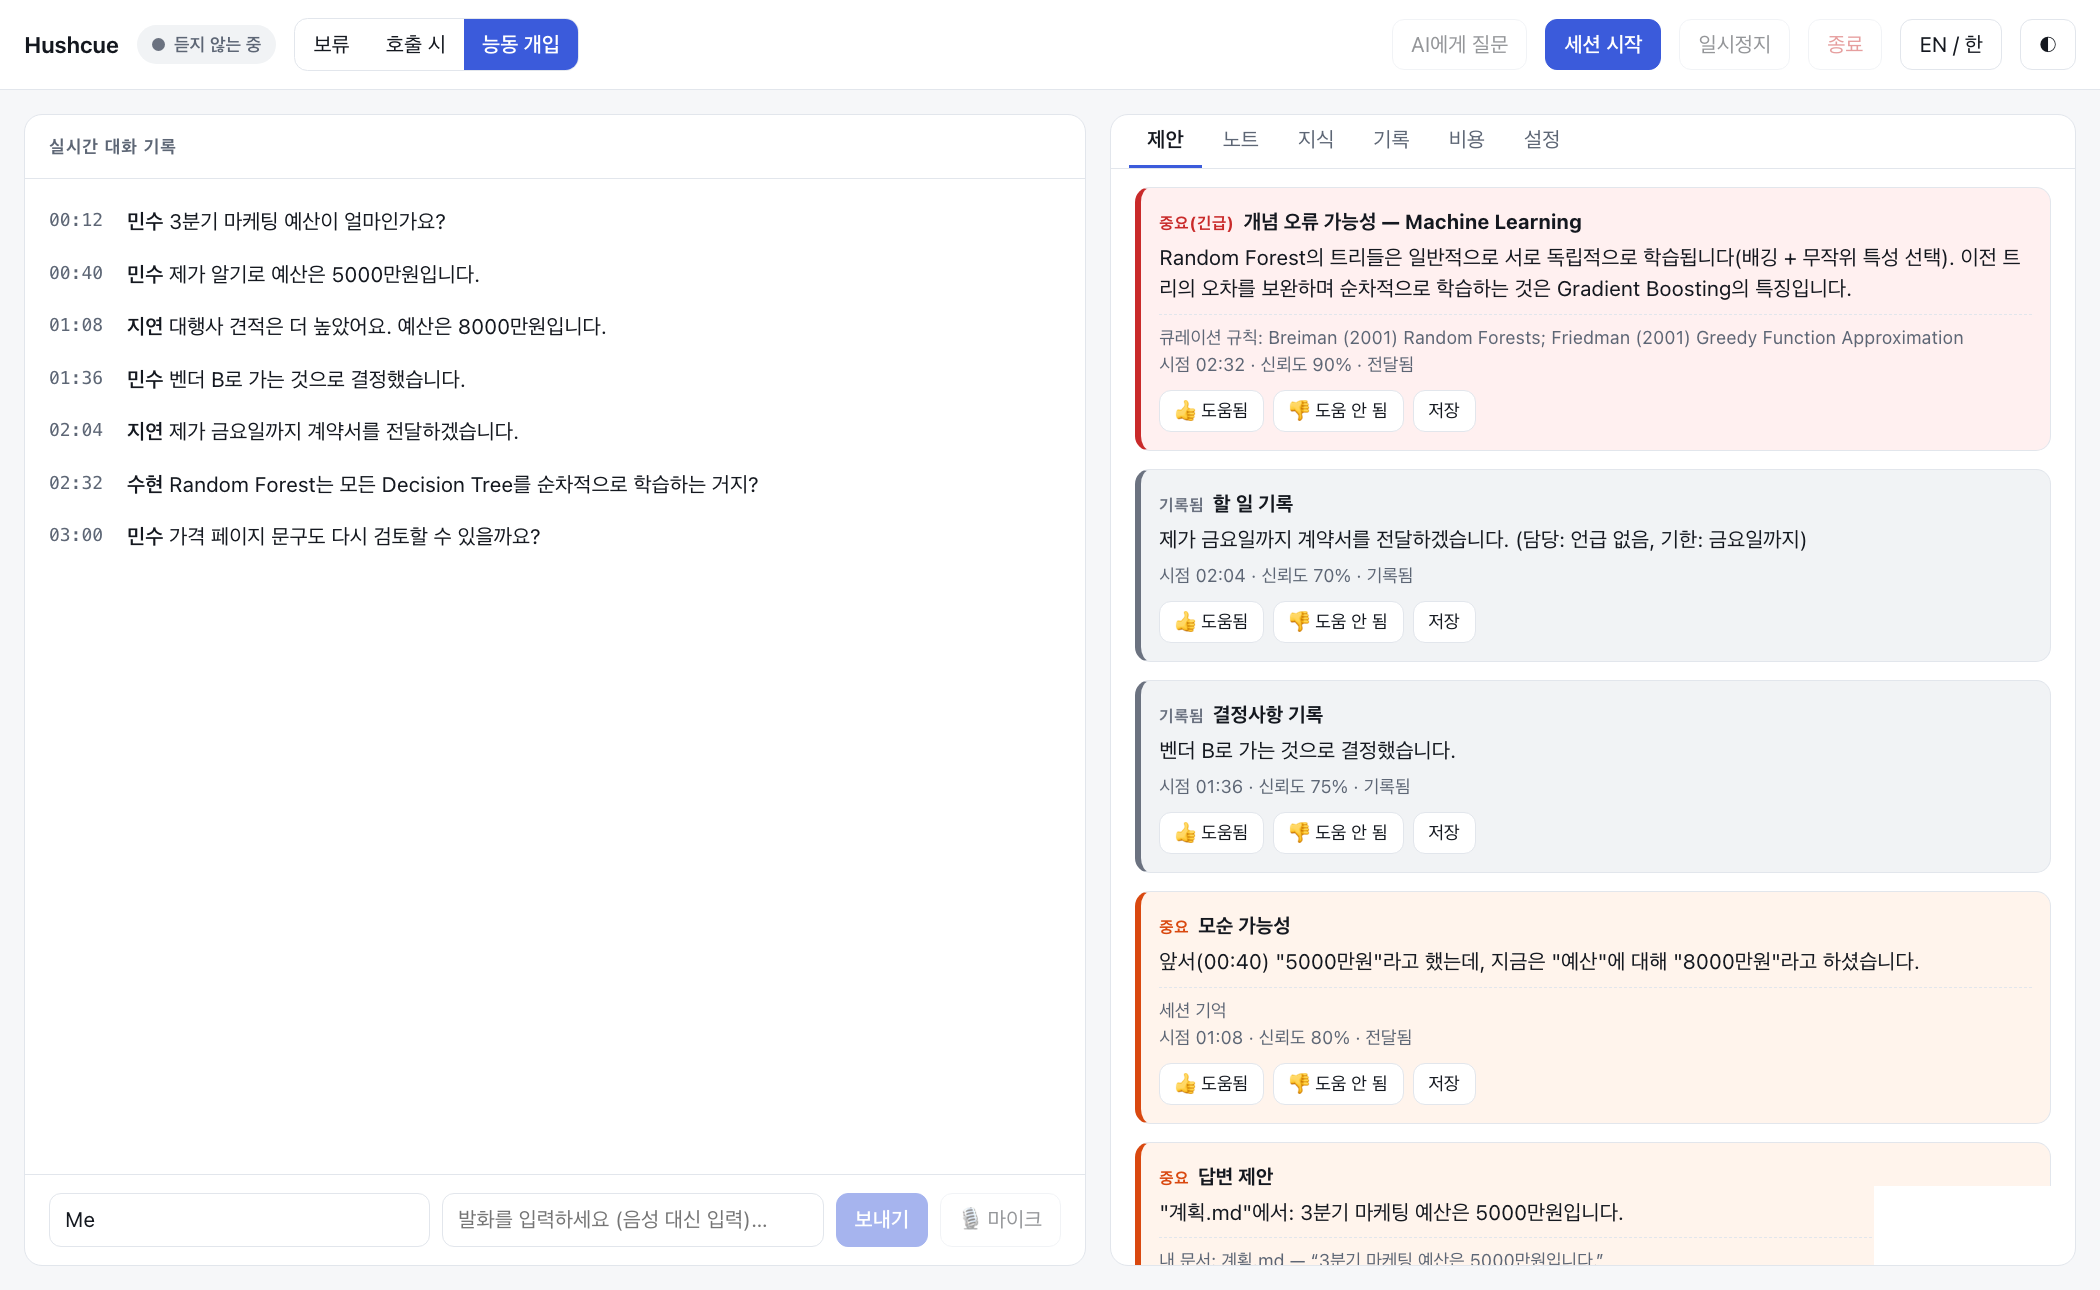 Hushcue
듣지 않는 중
보류
호출 시
능동 개입
AI에게 질문
세션 시작
일시정지
종료
EN / 한
실시간 대화 기록
00:12 민수 3분기 마케팅 예산이 얼마인가요?
00:40 민수 제가 알기로 예산은 5000만원입니다.
01:08 지연 대행사 견적은 더 높았어요. 예산은 8000만원입니다.
01:36 민수 벤더 B로 가는 것으로 결정했습니다.
02:04 지연 제가 금요일까지 계약서를 전달하겠습니다.
02:32 수현 Random Forest는 모든 Decision Tree를 순차적으로 학습하는 거지?
03:00 민수 가격 페이지 문구도 다시 검토할 수 있을까요?
Me
발화를 입력하세요 (음성 대신 입력)...
보내기
마이크
제안
노트
지식
기록
비용
설정
중요(긴급) 개념 오류 가능성 — Machine Learning
Random Forest의 트리들은 일반적으로 서로 독립적으로 학습됩니다(배깅 + 무작위 특성 선택). 이전 트
리의 오차를 보완하며 순차적으로 학습하는 것은 Gradient Boosting의 특징입니다.
큐레이션 규칙: Breiman (2001) Random Forests; Friedman (2001) Greedy Function Approximation
시점 02:32 · 신뢰도 90% · 전달됨
👍 도움됨
👎 도움 안 됨
저장
기록됨 할 일 기록
제가 금요일까지 계약서를 전달하겠습니다. (담당: 언급 없음, 기한: 금요일까지)
시점 02:04 · 신뢰도 70% · 기록됨
👍 도움됨
👎 도움 안 됨
저장
기록됨 결정사항 기록
벤더 B로 가는 것으로 결정했습니다.
시점 01:36 · 신뢰도 75% · 기록됨
👍 도움됨
👎 도움 안 됨
저장
중요 모순 가능성
앞서(00:40) "5000만원"라고 했는데, 지금은 "예산"에 대해 "8000만원"라고 하셨습니다.
세션 기억
시점 01:08 · 신뢰도 80% · 전달됨
👍 도움됨
👎 도움 안 됨
저장
중요 답변 제안
"계획.md"에서: 3분기 마케팅 예산은 5000만원입니다.
내 문서: 계획.md — “3분기 마케팅 예산은 5000만원입니다.”